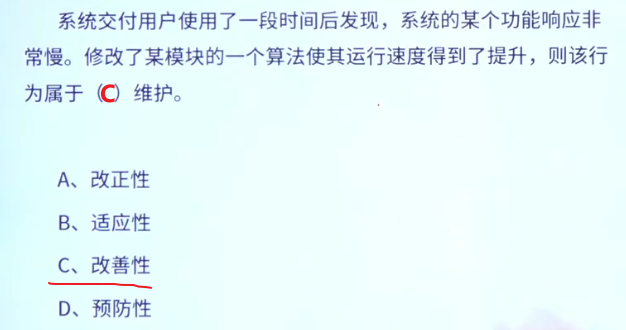 系统交付用户使用了一段时间后发现，系统的某个功能响应非
常慢。修改了某模块的一个算法使其运行速度得到了提升，则该行
为属于（C）维护。
A、改正性
B、适应性
C、改善性
D、预防性